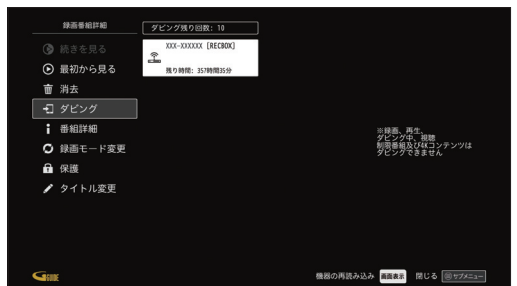 録画番組詳細
ダビング残り回数: 10
続きを見る
XXX-XXXXXX [RECBOX]
残り時間: 357時間35分
最初から見る
消去
ダビング
番組詳細
録画モード変更
保護
タイトル変更
※録画、再生、
ダビング中、視聴
制限番組及び4Kコンテンツは
ダビングできません
G GUIDE
機器の再読み込み 画面表示 閉じる サブメニュー